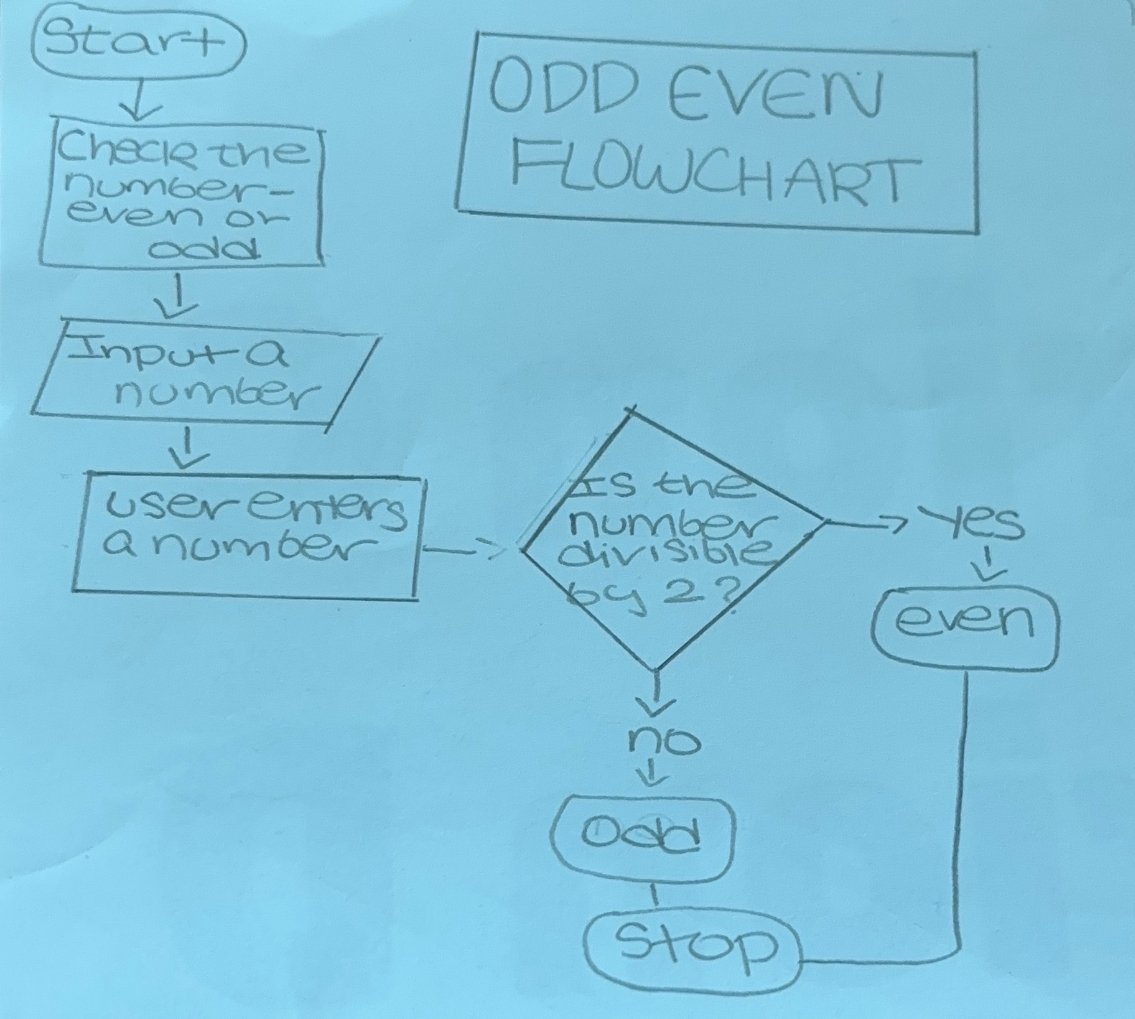 Start
ODD EVEN
FLOWCHART
Check the
number-
even or
odd
Input a
number
user enters
a number
Is the
number
divisible
by 2?
yes
even
no
odd
Stop